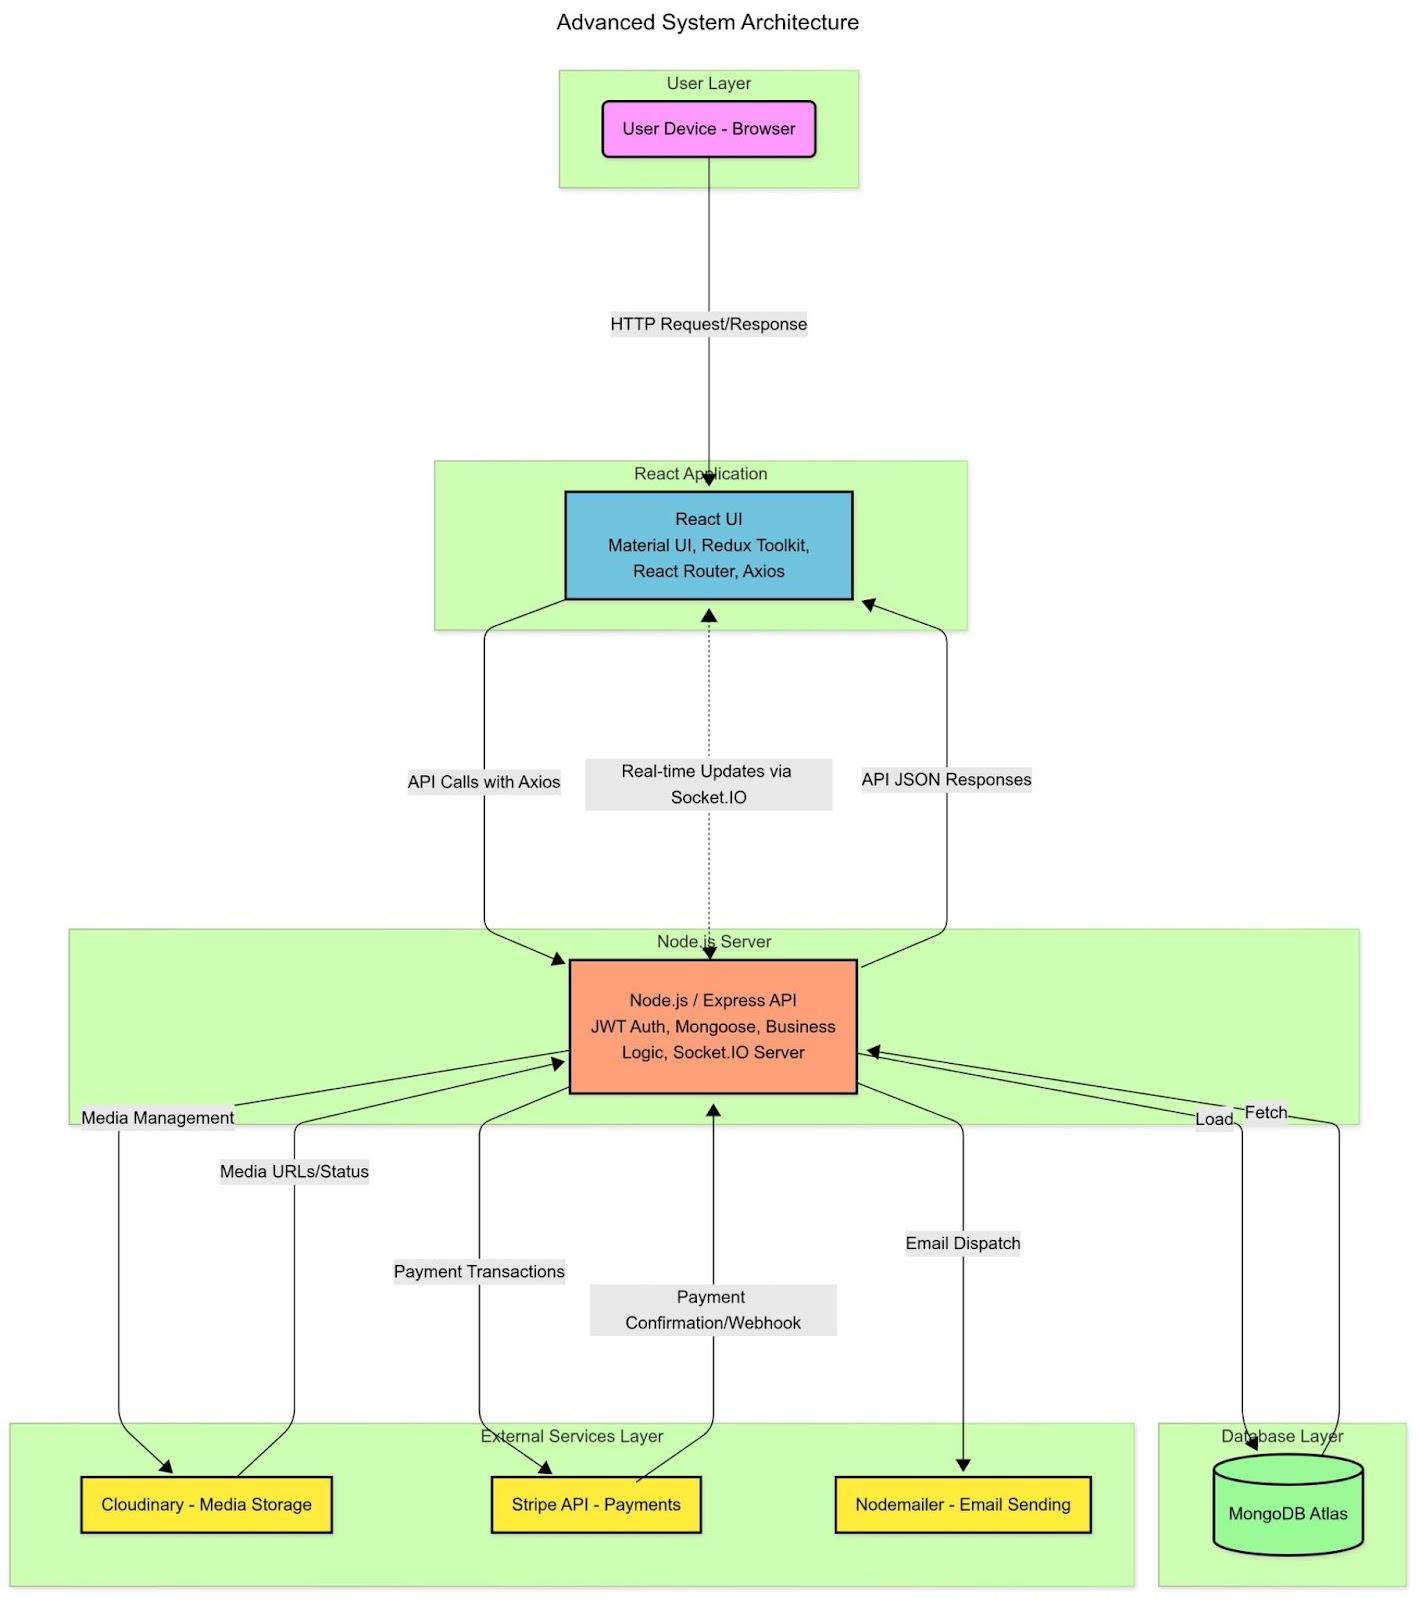 Advanced System Architecture
User Layer
User Device - Browser
HTTP Request/Response
React Application
React UI
Material UI, Redux Toolkit,
React Router, Axios
API Calls with Axios
Real-time Updates via
Socket.IO
API JSON Responses
Node.js Server
Node.js / Express API
JWT Auth, Mongoose, Business
Logic, Socket.IO Server
Media Management
Load
Fetch
Media URLs/Status
Email Dispatch
Payment Transactions
Payment
Confirmation/Webhook
External Services Layer
Database Layer
Cloudinary - Media Storage
Stripe API - Payments
Nodemailer - Email Sending
MongoDB Atlas